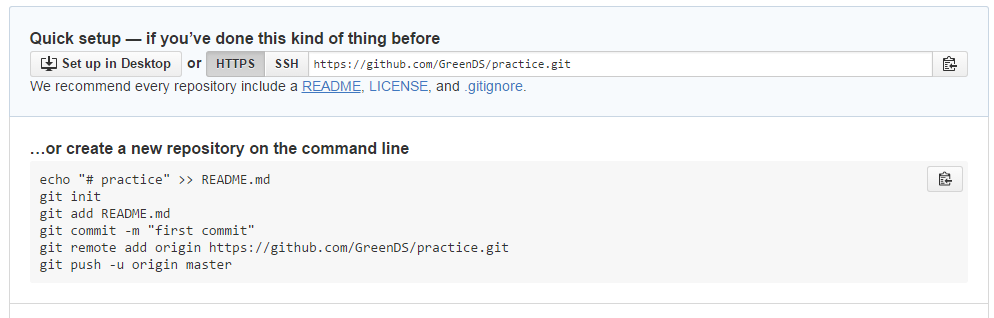 Quick setup — if you've done this kind of thing before
Set up in Desktop or HTTPS SSH https://github.com/GreenDS/practice.git
We recommend every repository include a README, LICENSE, and .gitignore.
…or create a new repository on the command line
echo "# practice" >> README.md
git init
git add README.md
git commit -m "first commit"
git remote add origin https://github.com/GreenDS/practice.git
git push -u origin master